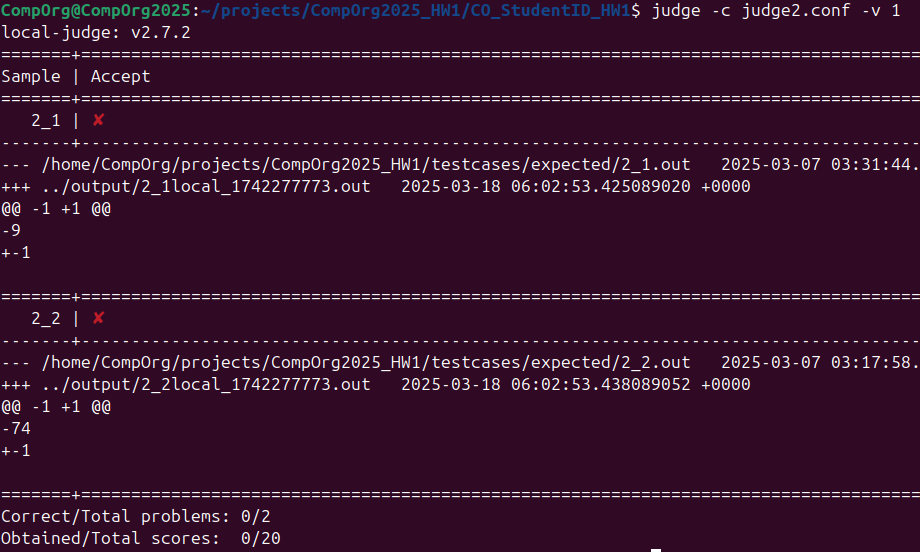 CompOrg@CompOrg2025:~/projects/CompOrg2025_HW1/CO_StudentID_HW1$ judge -c judge2.conf -v 1
local-judge: v2.7.2
=======+====================================================================================
Sample | Accept
=======+====================================================================================
   2_1 | ✘
-------+------------------------------------------------------------------------------------
--- /home/CompOrg/projects/CompOrg2025_HW1/testcases/expected/2_1.out   2025-03-07 03:31:44.
+++ ../output/2_1local_1742277773.out   2025-03-18 06:02:53.425089020 +0000
@@ -1 +1 @@
-9
+-1
=======+====================================================================================
   2_2 | ✘
-------+------------------------------------------------------------------------------------
--- /home/CompOrg/projects/CompOrg2025_HW1/testcases/expected/2_2.out   2025-03-07 03:17:58.
+++ ../output/2_2local_1742277773.out   2025-03-18 06:02:53.438089052 +0000
@@ -1 +1 @@
-74
+-1
=======+====================================================================================
Correct/Total problems: 0/2
Obtained/Total scores:  0/20